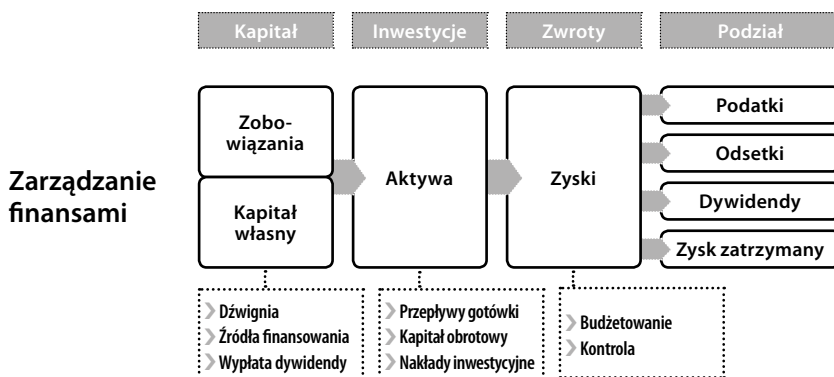 Kapitał Inwestycje Zwroty Podział
Zobo-
wiązania
Kapitał
własny
Zarządzanie
finansami
Aktywa
Zyski
Podatki
Odsetki
Dywidendy
Zysk zatrzymany
Dźwignia
Źródła finansowania
Wypłata dywidendy
Przepływy gotówki
Kapitał obrotowy
Nakłady inwestycyjne
Budżetowanie
Kontrola